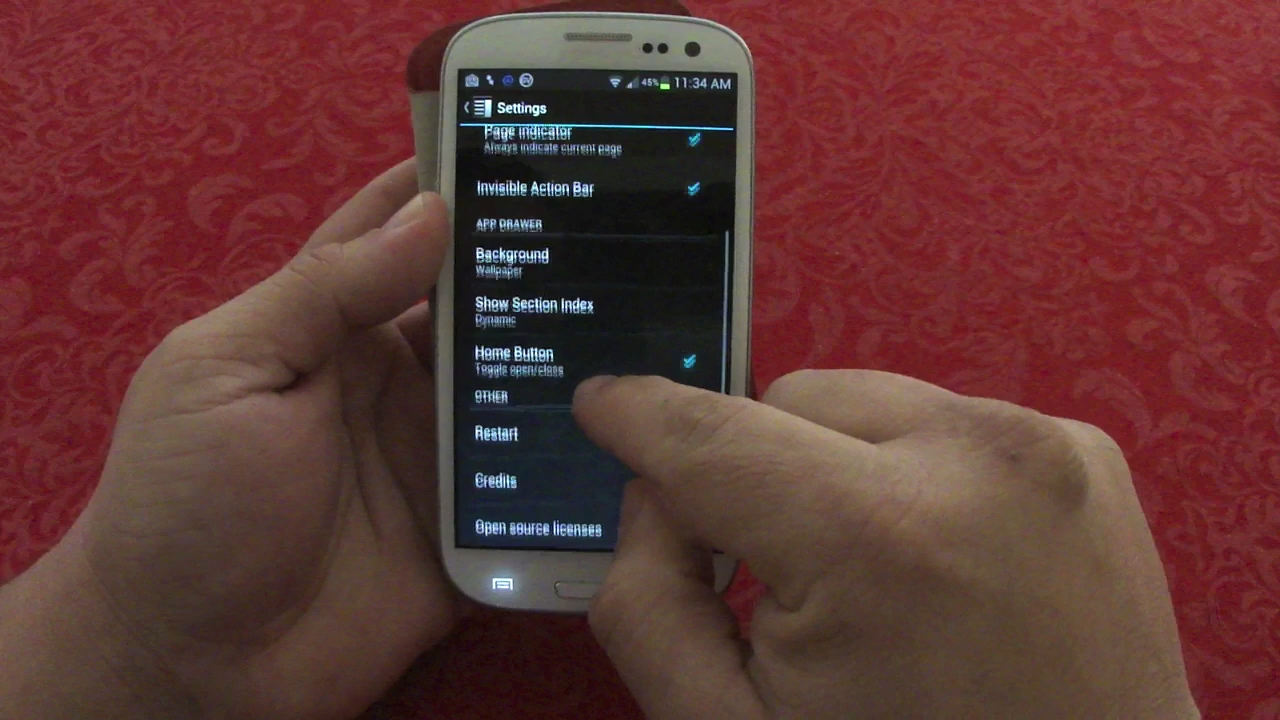 45% 11:34 AM
Settings
Page indicator
Always indicate current page
Invisible Action Bar
APP DRAWER
Background
Wallpaper
Show Section Index
Dynamic
Home Button
Toggle open/close
OTHER
Restart
Credits
Open source licenses